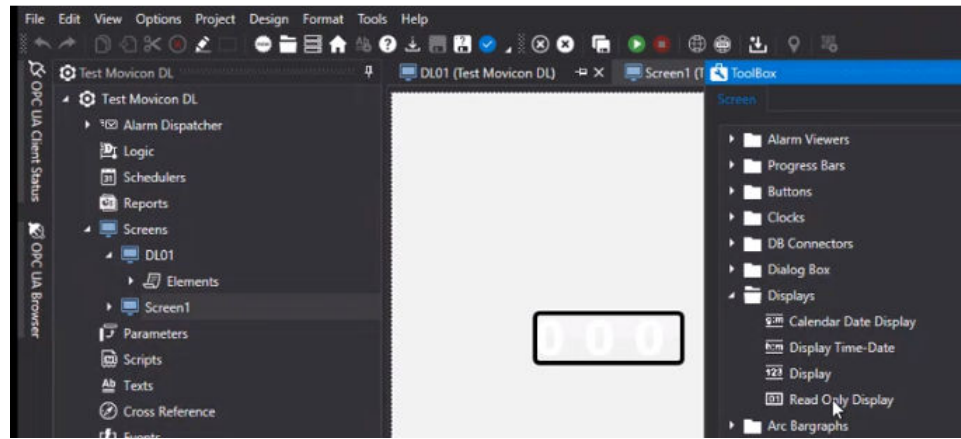 File Edit View Options Project Design Format Tools Help
Test Movicon DL
DL01 (Test Movicon DL)
Screen1 (T
ToolBox
Screen
OPC UA Client Status
OPC UA Browser
Test Movicon DL
Alarm Dispatcher
Logic
Schedulers
Reports
Screens
DL01
Elements
Screen1
Parameters
Scripts
Texts
Cross Reference
Events
000
Alarm Viewers
Progress Bars
Buttons
Clocks
DB Connectors
Dialog Box
Displays
Calendar Date Display
Display Time-Date
123 Display
Read Only Display
Arc Bargraphs